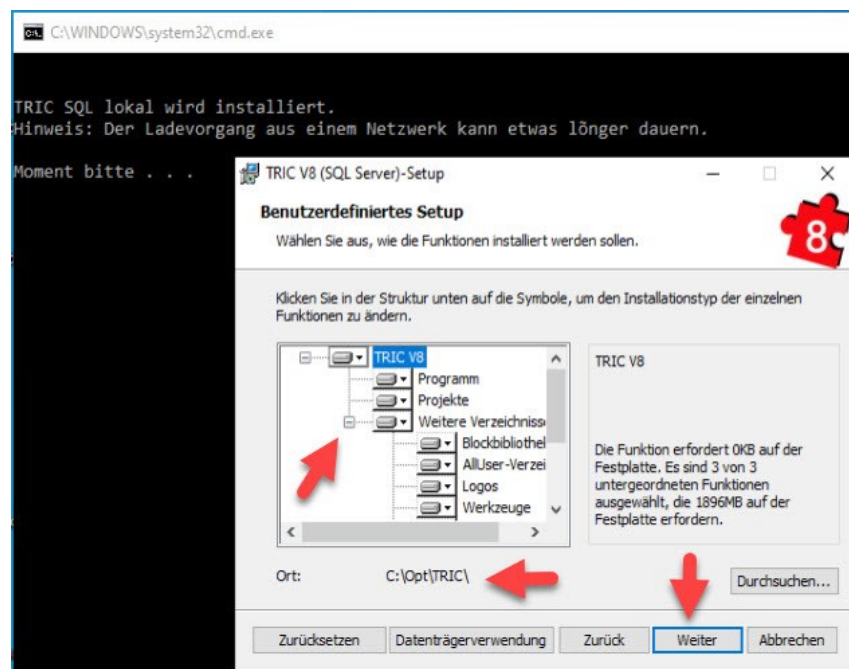 C:\WINDOWS\system32\cmd.exe
TRIC SQL lokal wird installiert.
Hinweis: Der Ladevorgang aus einem Netzwerk kann etwas lõnger dauern.
Moment bitte . . .
TRIC V8 (SQL Server)-Setup
Benutzerdefiniertes Setup
Wählen Sie aus, wie die Funktionen installiert werden sollen.
8
Klicken Sie in der Struktur unten auf die Symbole, um den Installationstyp der einzelnen
Funktionen zu ändern.
TRIC V8
Programm
Projekte
Weitere Verzeichniss
Blockbibliothel
AllUser-Verzei
Logos
Werkzeuge
TRIC V8
Die Funktion erfordert 0KB auf der
Festplatte. Es sind 3 von 3
untergeordneten Funktionen
ausgewählt, die 1896MB auf der
Festplatte erfordern.
Ort: C:\Opt\TRIC\
Durchsuchen...
Zurücksetzen Datenträgerverwendung Zurück Weiter Abbrechen